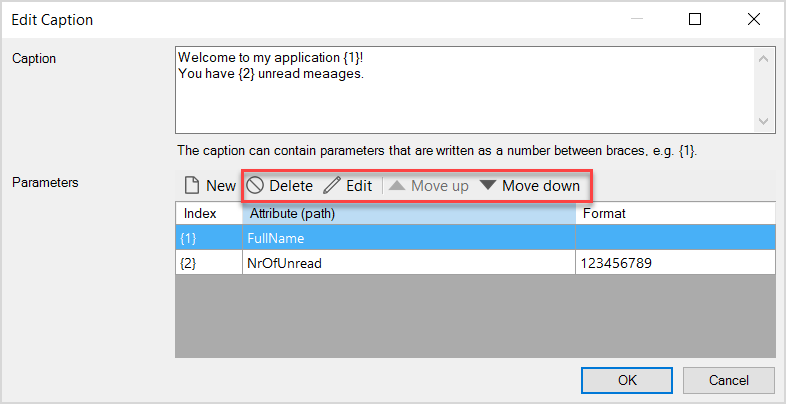 Edit Caption
Caption
Welcome to my application {1}!
You have {2} unread meaages.
The caption can contain parameters that are written as a number between braces, e.g. {1}.
Parameters
New Delete Edit Move up Move down
Index Attribute (path) Format
{1} FullName
{2} NrOfUnread 123456789
OK Cancel